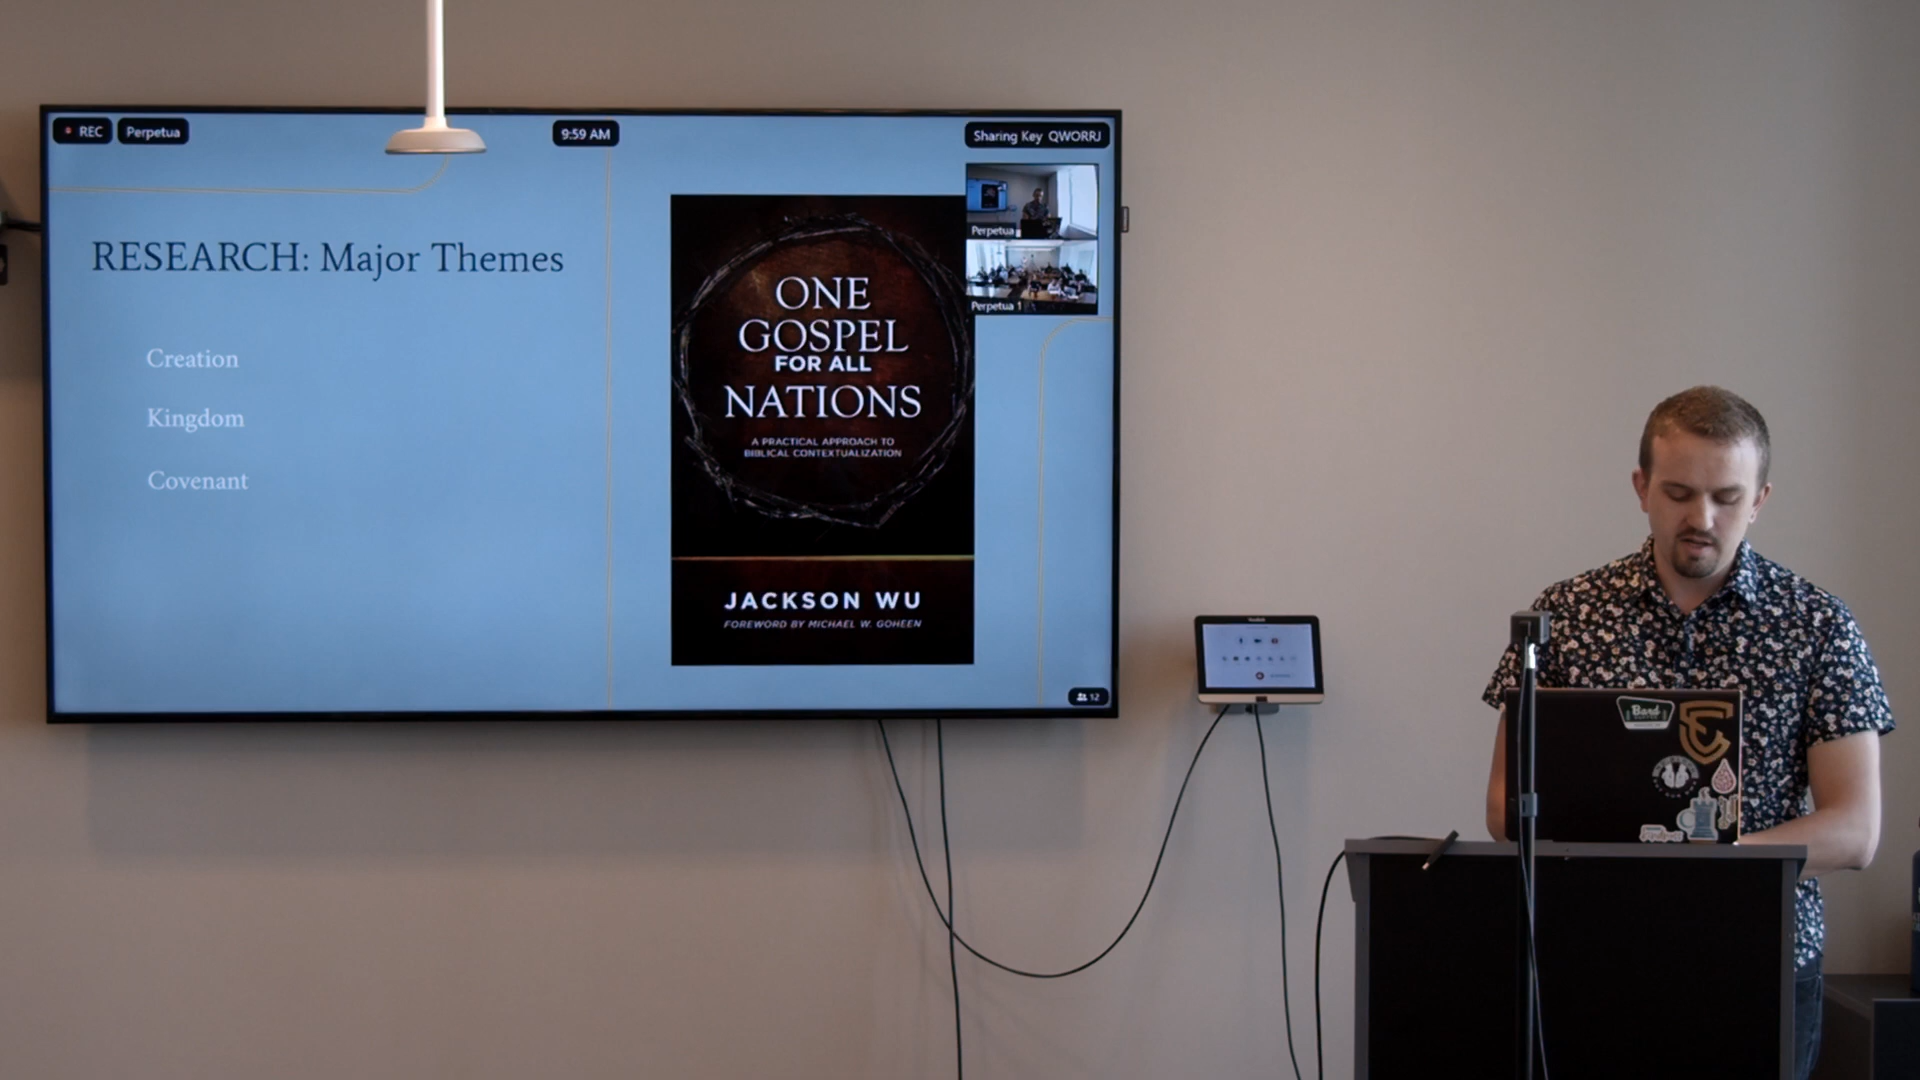 REC
Perpetua
9:59 AM
Sharing Key QWORRJ
RESEARCH: Major Themes
Creation
Kingdom
Covenant
ONE
GOSPEL
FOR ALL
NATIONS
A PRACTICAL APPROACH TO
BIBLICAL CONTEXTUALIZATION
JACKSON WU
FOREWORD BY MICHAEL W. GOHEEN
Perpetua
Perpetua 1
12
Bard